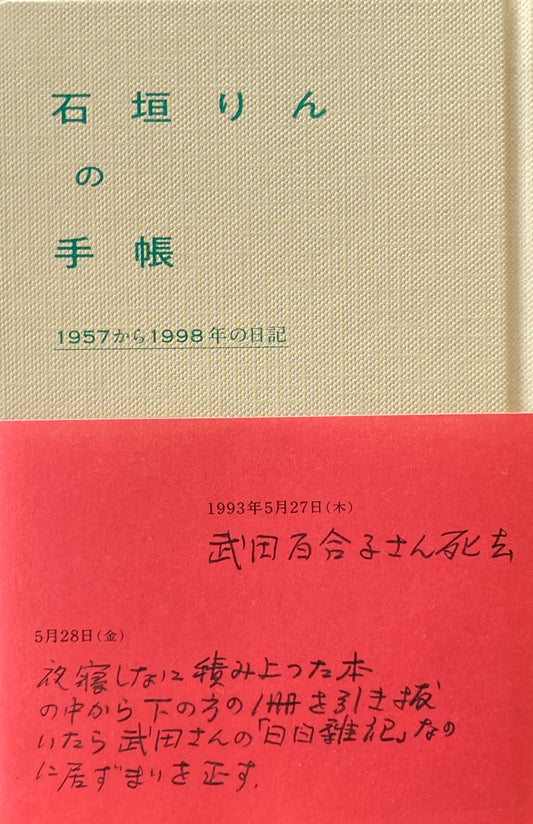 石垣りん
の
手帳
1957から1998年の日記
1993年5月27日(木)
武田百合子さん死去
5月28日(金)
夜寝しなに積み上った本
の中から下の方の1冊を引き抜
いたら武田さんの「日日雑記」なの
に居ずまいを正す。